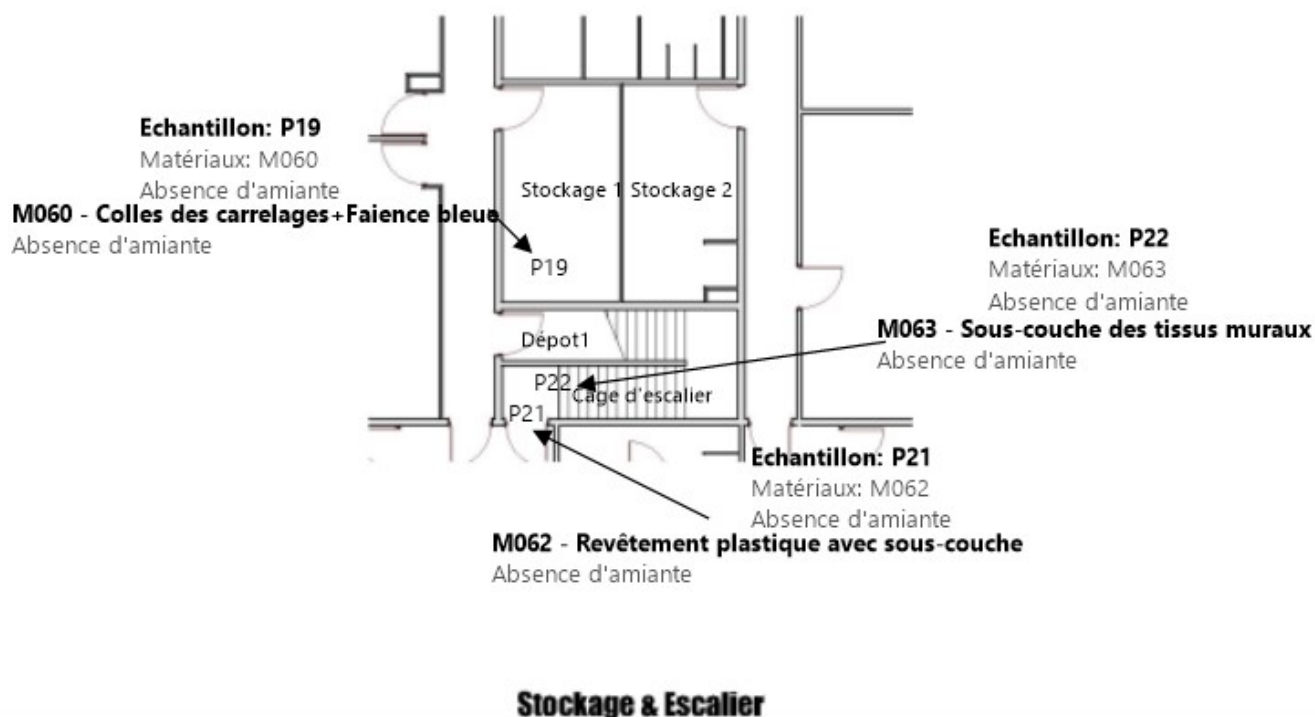 Echantillon: P19
Matériaux: M060
Absence d'amiante
M060 - Colles des carrelages+Faience bleue
Absence d'amiante
Stockage 1
Stockage 2
P19
Echantillon: P22
Matériaux: M063
Absence d'amiante
M063 - Sous-couche des tissus muraux
Absence d'amiante
Dépot1
P22
Cage d'escalier
P21
Echantillon: P21
Matériaux: M062
Absence d'amiante
M062 - Revêtement plastique avec sous-couche
Absence d'amiante
Stockage & Escalier